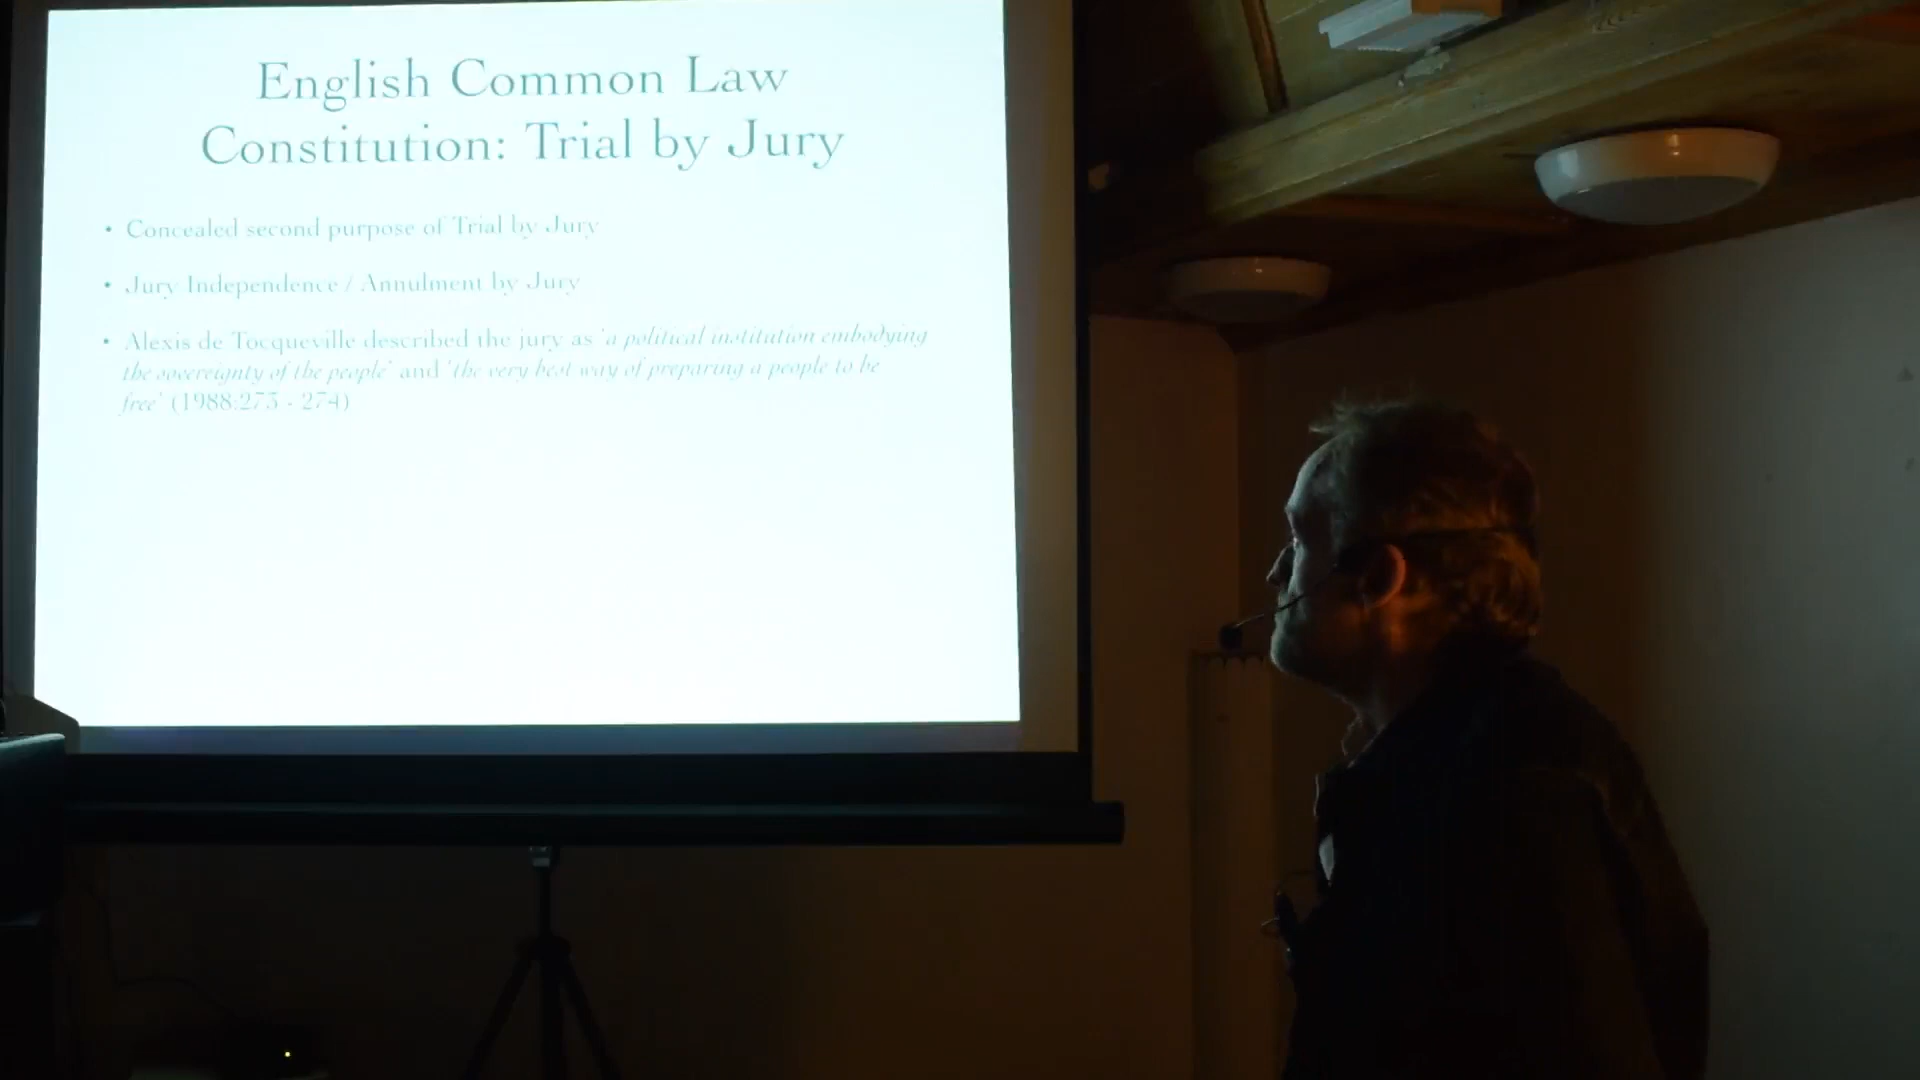 English Common Law
Constitution: Trial by Jury
• Concealed second purpose of Trial by Jury
• Jury Independence / Annulment by Jury
• Alexis de Tocqueville described the jury as 'a political institution embodying
the sovereignty of the people' and 'the very best way of preparing a people to be
free' (1988:273 - 274)